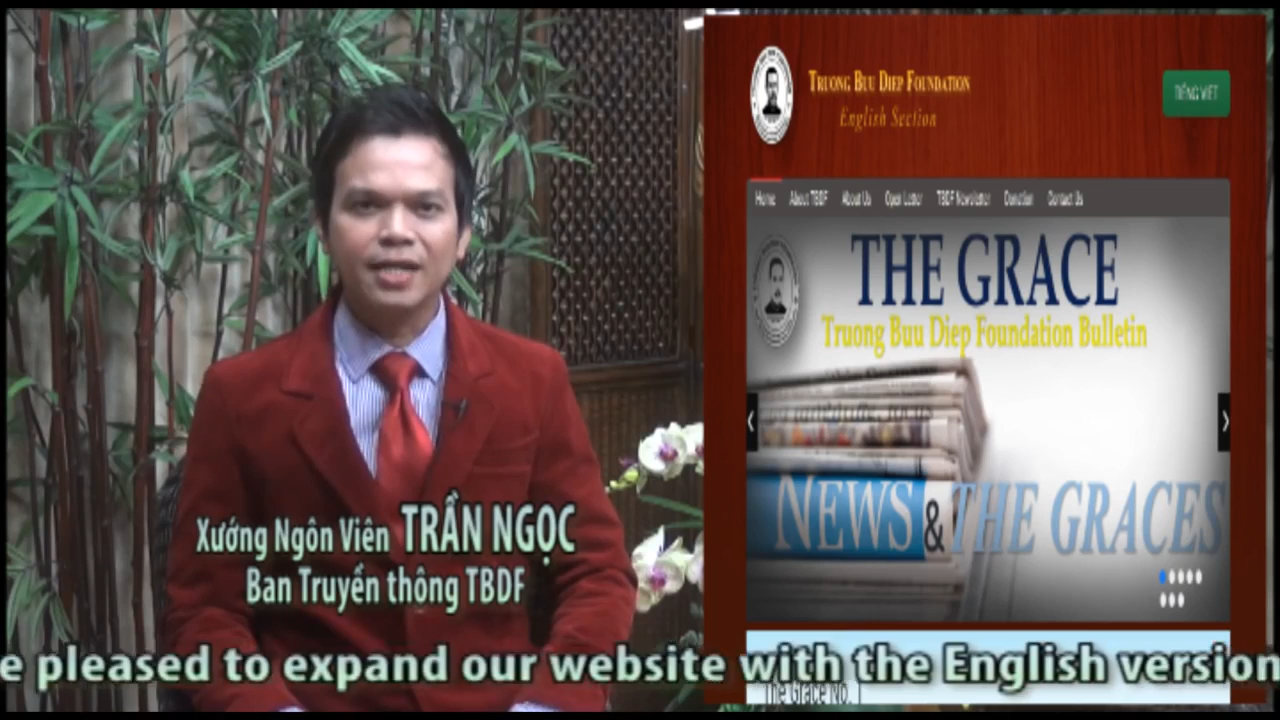 Xướng Ngôn Viên TRẦN NGỌC
Ban Truyền thông TBDF
e pleased to expand our website with the English version
TRUONG BUU DIEP FOUNDATION
English Section
TIẾNG VIỆT
Home About TBDF About Us Open Letter TBDF Newsletter Donation Contact Us
THE GRACE
Truong Buu Diep Foundation Bulletin
NEWS & THE GRACES
The Grace No. 1